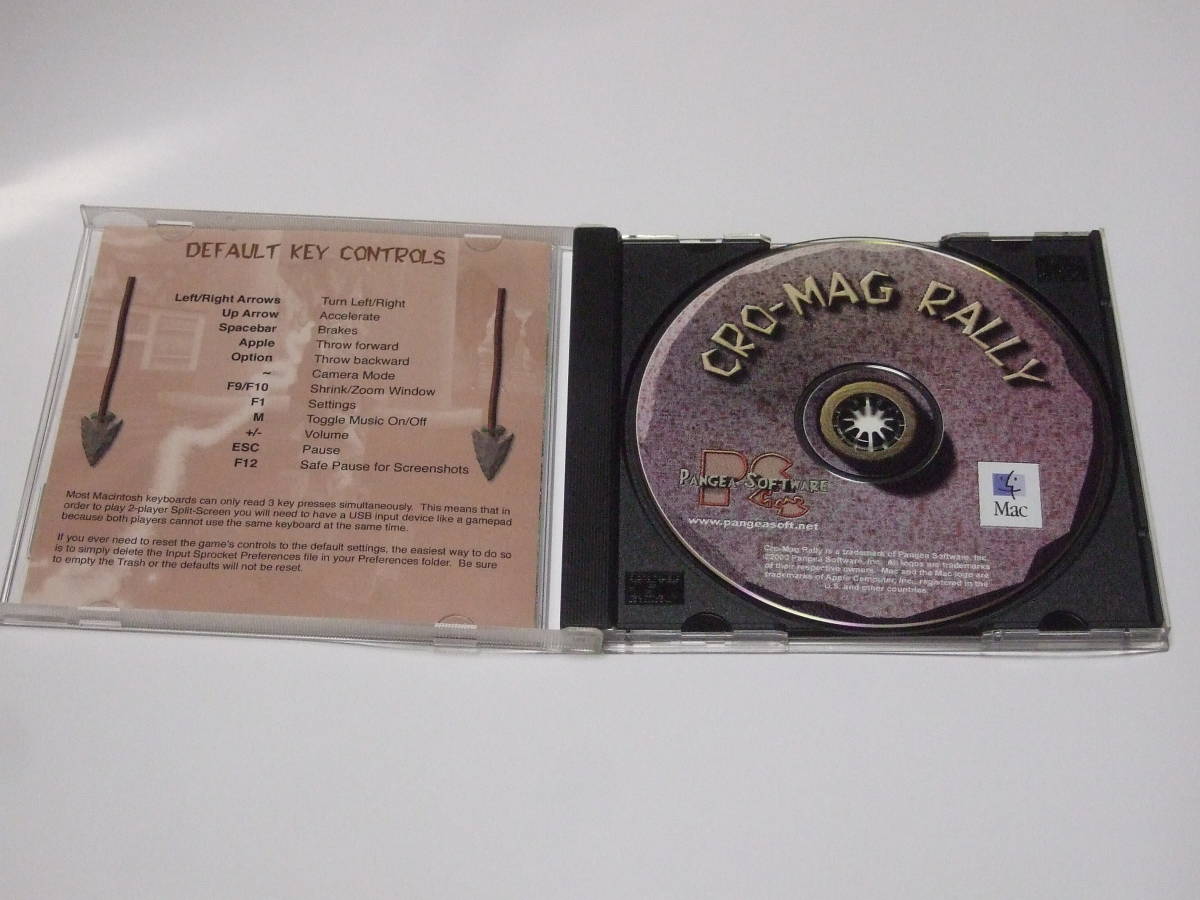 DEFAULT KEY CONTROLS
Left/Right Arrows Turn Left/Right
Up Arrow Accelerate
Spacebar Brakes
Apple Throw forward
Option Throw backward
~ Camera Mode
F9/F10 Shrink/Zoom Window
F1 Settings
M Toggle Music On/Off
+/- Volume
ESC Pause
F12 Safe Pause for Screenshots
Most Macintosh keyboards can only read 3 key presses simultaneously. This means that in
order to play 2-player Split-Screen you will need to have a USB input device like a gamepad
because both players cannot use the same keyboard at the same time.
If you ever need to reset the game's controls to the default settings, the easiest way to do so
is to simply delete the Input Sprocket Preferences file in your Preferences folder. Be sure
to empty the Trash or the defaults will not be reset.
CRO-MAG RALLY
PANGEA SOFTWARE
www.pangeasoft.net
Mac
Cro-Mag Rally is a trademark of Pangea Software, Inc.
©2000 Pangea Software, Inc. All logos are trademarks
of their respective owners. Mac and the Mac logo are
trademarks of Apple Computer, Inc., registered in the
U.S. and other countries.